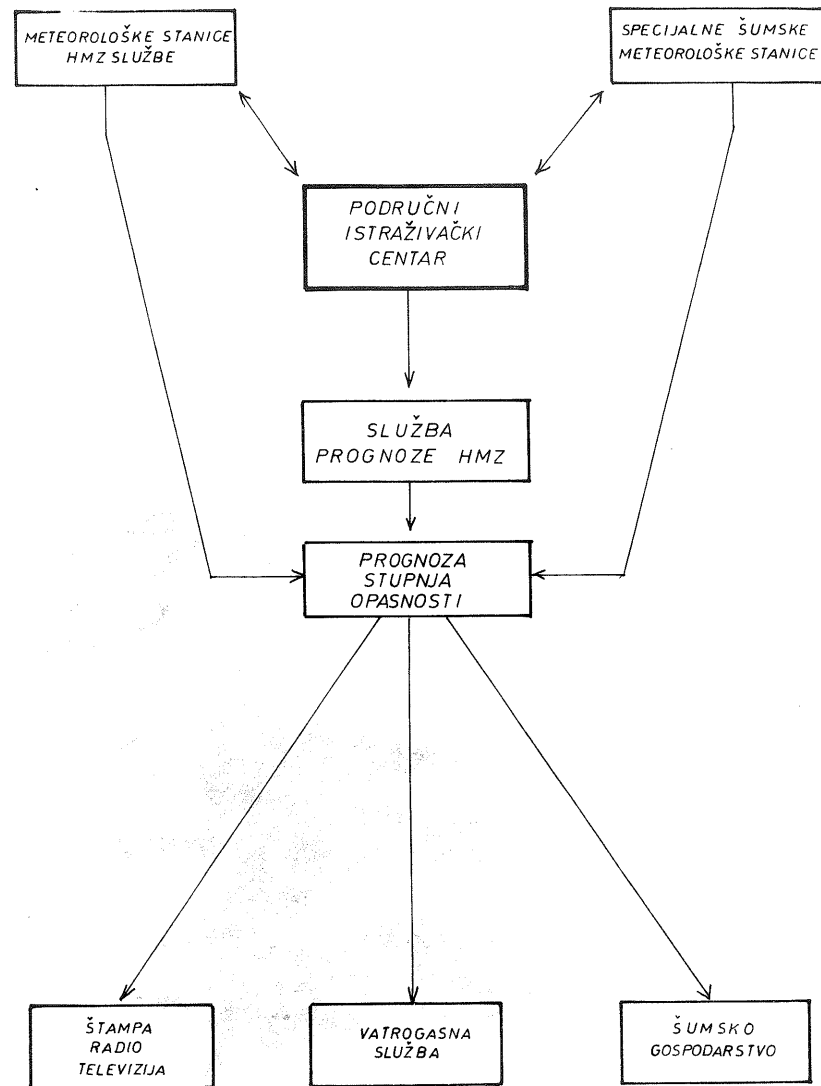 METEOROLOŠKE STANICE
HMZ SLUŽBE
SPECIJALNE ŠUMSKE
METEOROLOŠKE STANICE
PODRUČNI
ISTRAŽIVAČKI
CENTAR
SLUŽBA
PROGNOZE HMZ
PROGNOZA
STUPNJA
OPASNOSTI
ŠTAMPA
RADIO
TELEVIZIJA
VATROGASNA
SLUŽBA
ŠUMSKO
GOSPODARSTVO